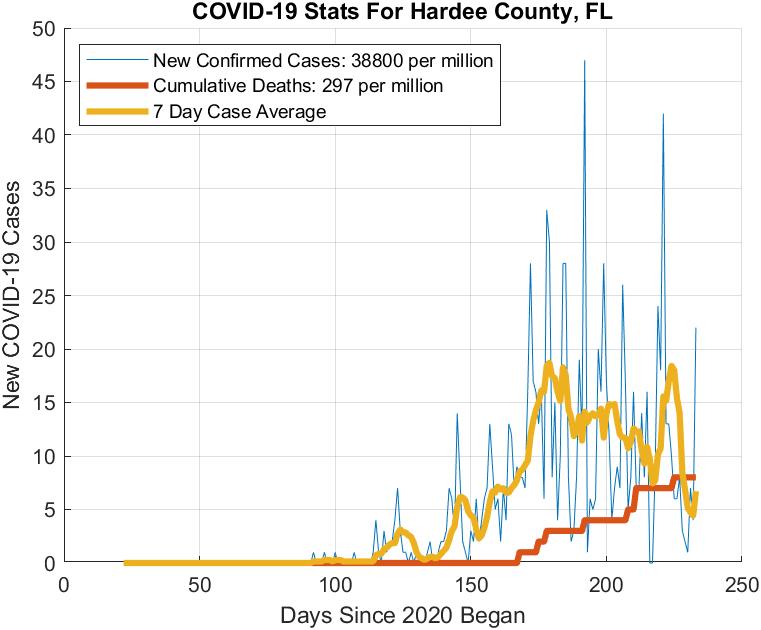 COVID-19 Stats For Hardee County, FL
New Confirmed Cases: 38800 per million
Cumulative Deaths: 297 per million
7 Day Case Average
New COVID-19 Cases
50
45
40
35
30
25
20
15
10
5
0
0 50 100 150 200 250
Days Since 2020 Began